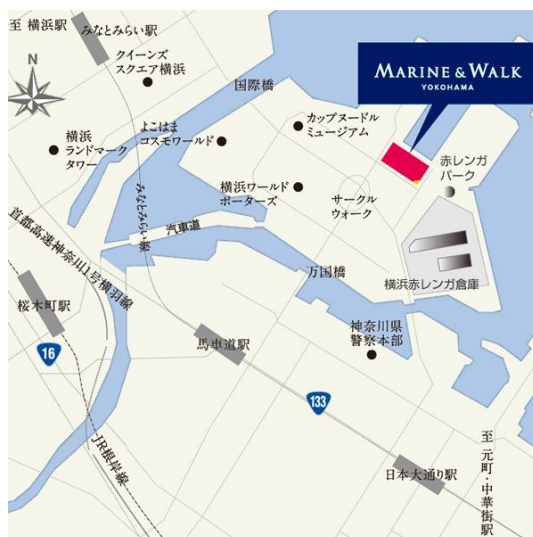 至 横浜駅
みなとみらい駅
N
クイーンズ
スクエア横浜
国際橋
MARINE & WALK
YOKOHAMA
カップヌードル
ミュージアム
よこはま
コスモワールド
横浜
ランドマーク
タワー
赤レンガ
パーク
横浜ワールド
ポーターズ
サークル
ウォーク
みなとみらい線
汽車道
首都高速神奈川1号横羽線
万国橋
横浜赤レンガ倉庫
桜木町駅
16
馬車道駅
神奈川県
警察本部
133
JR根岸線
日本大通り駅
至 元町・中華街駅